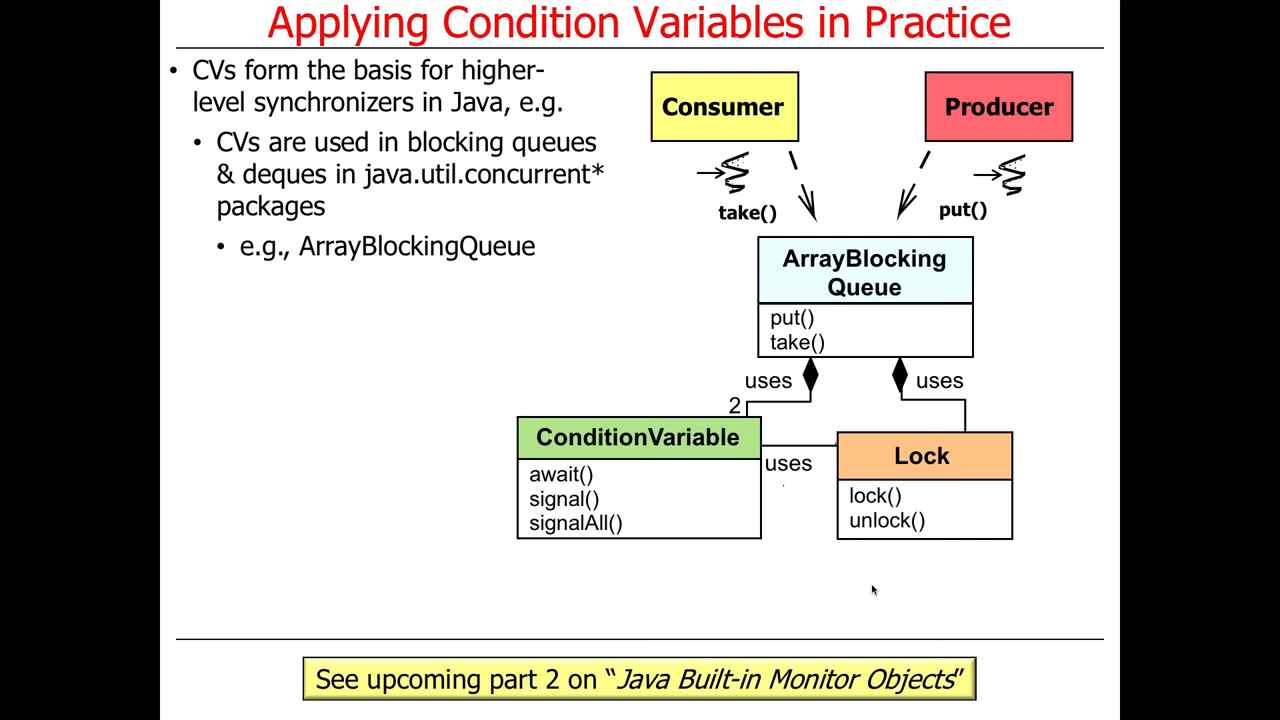 Applying Condition Variables in Practice
• CVs form the basis for higher-
level synchronizers in Java, e.g.
• CVs are used in blocking queues
& deques in java.util.concurrent*
packages
• e.g., ArrayBlockingQueue
Consumer
Producer
take()
put()
ArrayBlocking
Queue
put()
take()
uses
uses
2
ConditionVariable
await()
signal()
signalAll()
uses
Lock
lock()
unlock()
See upcoming part 2 on “Java Built-in Monitor Objects”